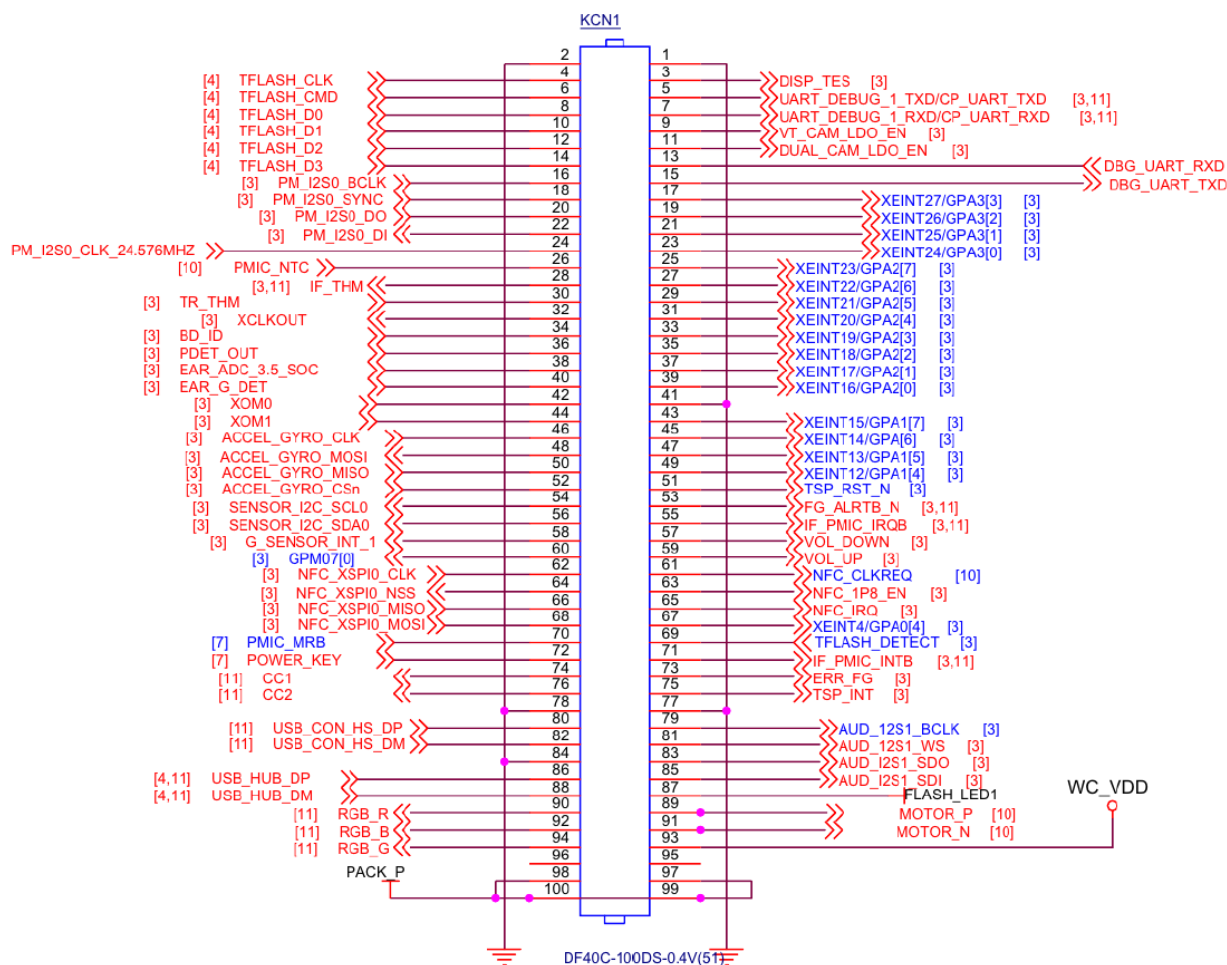 KCN1
2 1
[4] TFLASH_CLK 4 3 DISP_TES [3]
[4] TFLASH_CMD 6 5 UART_DEBUG_1_TXD/CP_UART_TXD [3,11]
[4] TFLASH_D0 8 7 UART_DEBUG_1_RXD/CP_UART_RXD [3,11]
[4] TFLASH_D1 10 9 VT_CAM_LDO_EN [3]
[4] TFLASH_D2 12 11 DUAL_CAM_LDO_EN [3]
[4] TFLASH_D3 14 13 DBG_UART_RXD
[3] PM_I2S0_BCLK 16 15 DBG_UART_TXD
[3] PM_I2S0_SYNC 18 17 XEINT27/GPA3[3] [3]
[3] PM_I2S0_DO 20 19 XEINT26/GPA3[2] [3]
[3] PM_I2S0_DI 22 21 XEINT25/GPA3[1] [3]
PM_I2S0_CLK_24.576MHZ 24 23 XEINT24/GPA3[0] [3]
[10] PMIC_NTC 26 25 XEINT23/GPA2[7] [3]
[3,11] IF_THM 28 27 XEINT22/GPA2[6] [3]
[3] TR_THM 30 29 XEINT21/GPA2[5] [3]
[3] XCLKOUT 32 31 XEINT20/GPA2[4] [3]
[3] BD_ID 34 33 XEINT19/GPA2[3] [3]
[3] PDET_OUT 36 35 XEINT18/GPA2[2] [3]
[3] EAR_ADC_3.5_SOC 38 37 XEINT17/GPA2[1] [3]
[3] EAR_G_DET 40 39 XEINT16/GPA2[0] [3]
[3] XOM0 42 41
[3] XOM1 44 43 XEINT15/GPA1[7] [3]
[3] ACCEL_GYRO_CLK 46 45 XEINT14/GPA[6] [3]
[3] ACCEL_GYRO_MOSI 48 47 XEINT13/GPA1[5] [3]
[3] ACCEL_GYRO_MISO 50 49 XEINT12/GPA1[4] [3]
[3] ACCEL_GYRO_CSn 52 51 TSP_RST_N [3]
[3] SENSOR_I2C_SCL0 54 53 FG_ALRTB_N [3,11]
[3] SENSOR_I2C_SDA0 56 55 IF_PMIC_IRQB [3,11]
[3] G_SENSOR_INT_1 58 57 VOL_DOWN [3]
[3] GPM07[0] 60 59 VOL_UP [3]
[3] NFC_XSPI0_CLK 62 61 NFC_CLKREQ [10]
[3] NFC_XSPI0_NSS 64 63 NFC_1P8_EN [3]
[3] NFC_XSPI0_MISO 66 65 NFC_IRQ [3]
[3] NFC_XSPI0_MOSI 68 67 XEINT4/GPA0[4] [3]
[7] PMIC_MRB 70 69 TFLASH_DETECT [3]
[7] POWER_KEY 72 71 IF_PMIC_INTB [3,11]
[11] CC1 74 73 ERR_FG [3]
[11] CC2 76 75 TSP_INT [3]
78 77
[11] USB_CON_HS_DP 80 79 AUD_12S1_BCLK [3]
[11] USB_CON_HS_DM 82 81 AUD_12S1_WS [3]
84 83 AUD_I2S1_SDO [3]
[4,11] USB_HUB_DP 86 85 AUD_I2S1_SDI [3]
[4,11] USB_HUB_DM 88 87 FLASH_LED1 WC_VDD
[11] RGB_R 90 89 MOTOR_P [10]
[11] RGB_B 92 91 MOTOR_N [10]
[11] RGB_G 94 93
96 95
PACK_P 98 97
100 99
DF40C-100DS-0.4V(51)